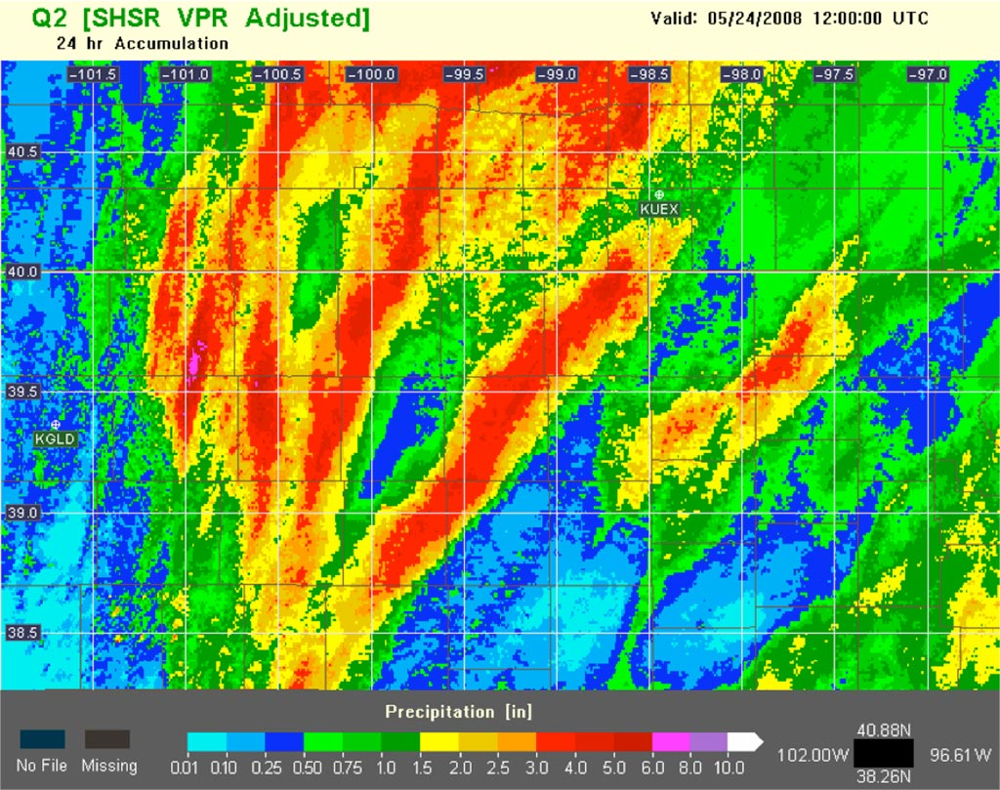 Q2 [SHSR VPR Adjusted]
Valid: 05/24/2008 12:00:00 UTC
24 hr Accumulation
-101.5 -101.0 -100.5 -100.0 -99.5 -99.0 -98.5 -98.0 -97.5 -97.0
40.5
KUEX
40.0
39.5
KGLD
39.0
38.5
Precipitation [in]
No File Missing
0.01 0.10 0.25 0.50 0.75 1.0 1.5 2.0 2.5 3.0 4.0 5.0 6.0 8.0 10.0
40.88N
102.00W 96.61W
38.26N